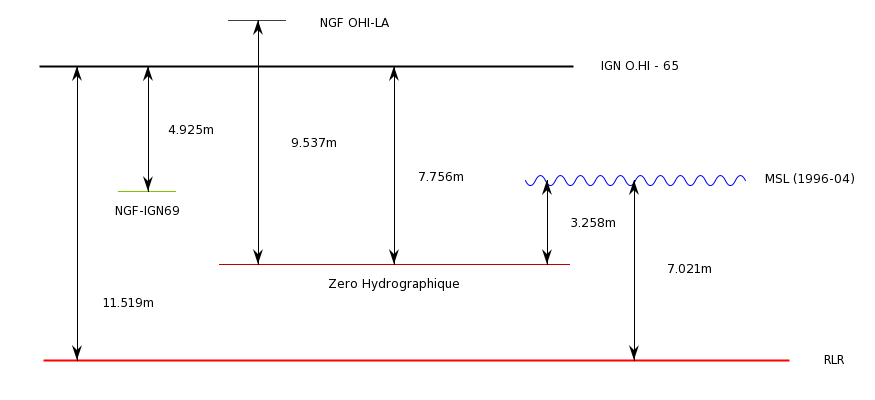 NGF OHI-LA
IGN O.HI - 65
4.925m
9.537m
7.756m
MSL (1996-04)
NGF-IGN69
3.258m
7.021m
Zero Hydrographique
11.519m
RLR